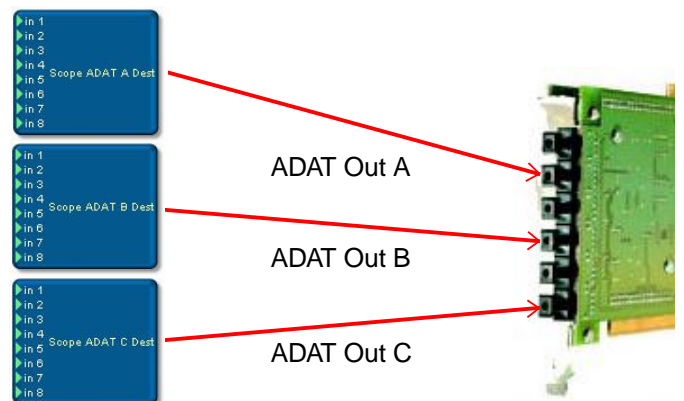 in 1
in 2
in 3
in 4
Scope ADAT A Dest
in 5
in 6
in 7
in 8
ADAT Out A
in 1
in 2
in 3
in 4
Scope ADAT B Dest
in 5
in 6
in 7
in 8
ADAT Out B
in 1
in 2
in 3
in 4
Scope ADAT C Dest
in 5
in 6
in 7
in 8
ADAT Out C